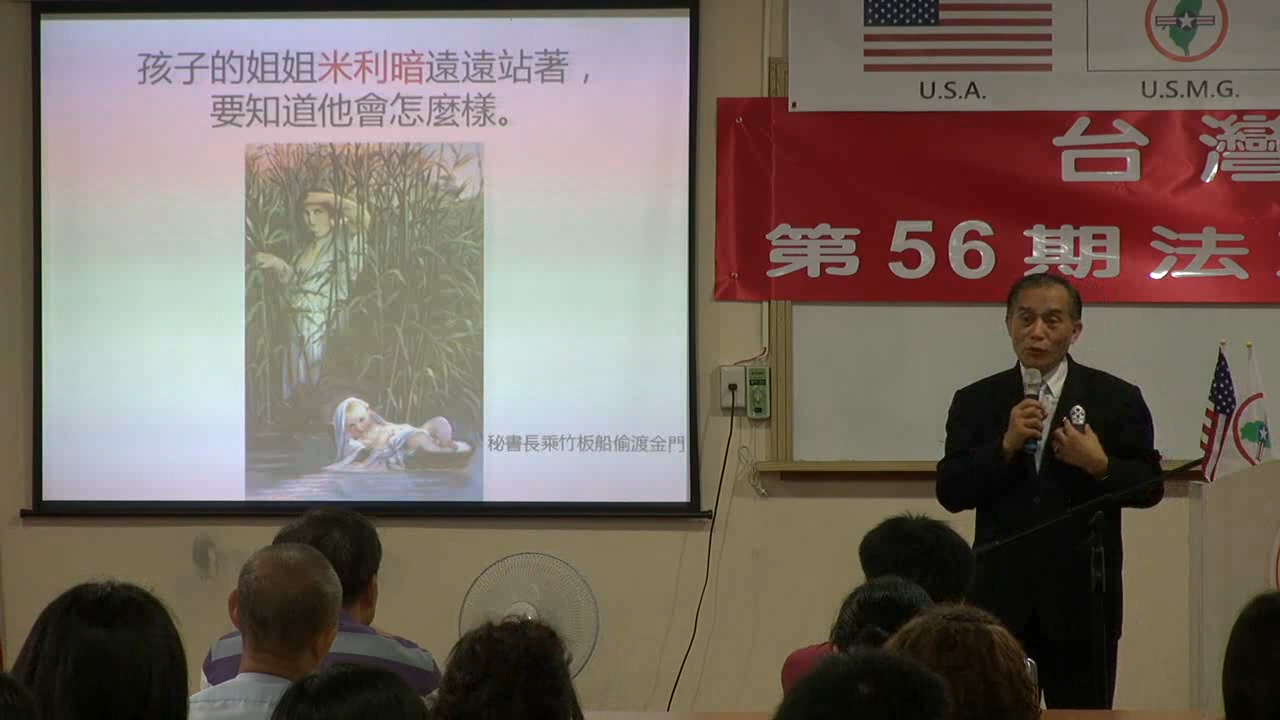 孩子的姐姐米利暗遠遠站著，
要知道他會怎麼樣。
秘書長乘竹板船偷渡金門
U.S.A.
U.S.M.G.
台灣
第56期法